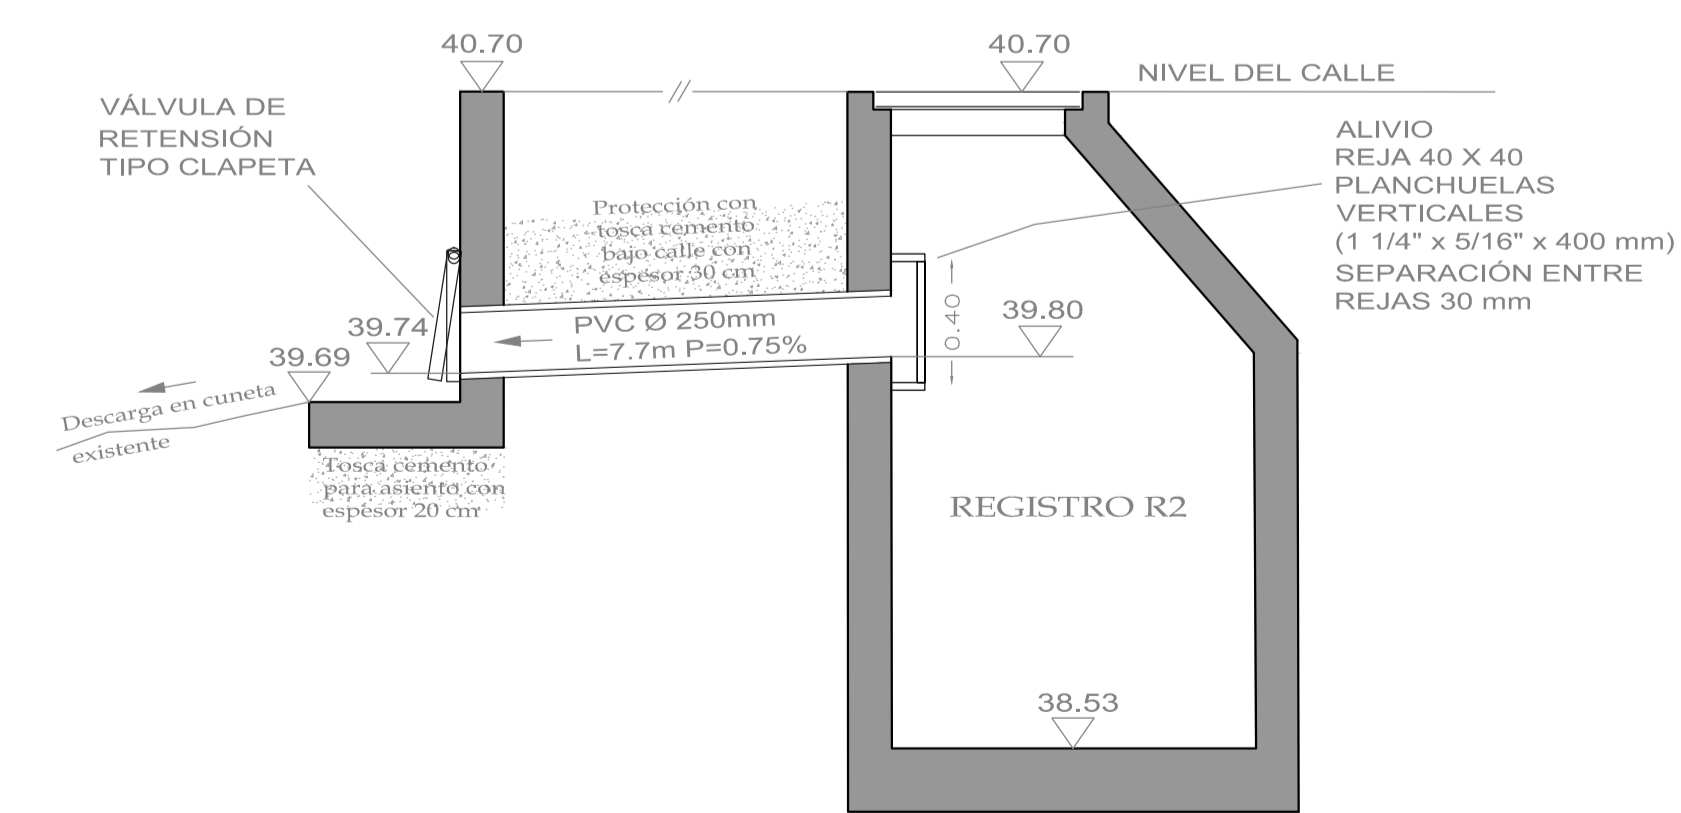 40.70
40.70
NIVEL DEL CALLE
VÁLVULA DE
RETENSIÓN
TIPO CLAPETA
ALIVIO
REJA 40 X 40
PLANCHUELAS
VERTICALES
(1 1/4" x 5/16" x 400 mm)
SEPARACIÓN ENTRE
REJAS 30 mm
Protección con
tosca cemento
bajo calle con
espesor 30 cm
0.40
39.80
39.74
39.69
PVC Ø 250mm
L=7.7m P=0.75%
Descarga en cuneta
existente
Tosca cemento
para asiento con
espesor 20 cm
REGISTRO R2
38.53